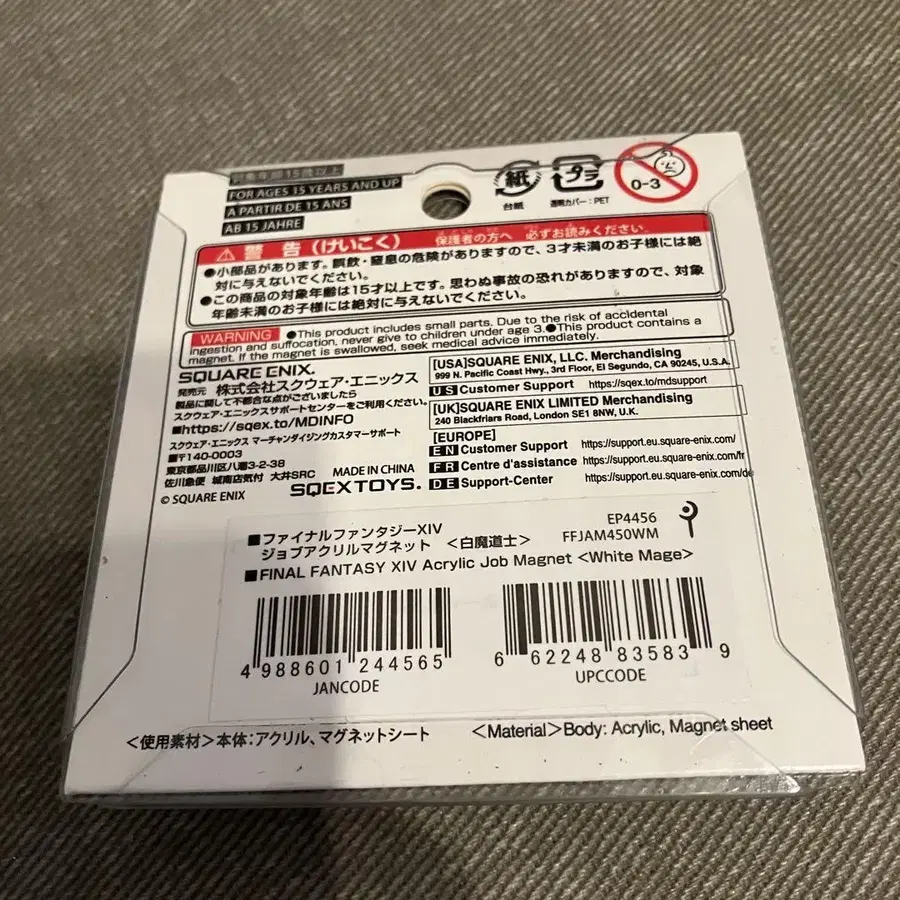 対象年齢15歳以上
FOR AGES 15 YEARS AND UP
A PARTIR DE 15 ANS
AB 15 JAHRE
紙
台紙
プラ
透明カバー:PET
0-3
警告(けいこく) 保護者の方へ 必ずお読みください。
●小部品があります。誤飲・窒息の危険がありますので、3才未満のお子様には絶
対に与えないでください。
●この商品の対象年齢は15才以上です。思わぬ事故の恐れがありますので、対象
年齢未満のお子様には絶対に与えないでください。
WARNING ●This product includes small parts. Due to the risk of accidental
ingestion and suffocation, never give to children under age 3.●This product contains a
magnet. If the magnet is swallowed, seek medical advice immediately.
SQUARE ENIX.
発売元 株式会社スクウェア・エニックス
製品に関して不都合な点がございましたら
スクウェア・エニックスサポートセンターをご利用ください。
■https://sqex.to/MDINFO
スクウェア・エニックス マーチャンダイジングカスタマーサポート
■〒140-0003
東京都品川区八潮3-2-38
佐川急便 城南店気付 大井SRC
© SQUARE ENIX
MADE IN CHINA
SQEX TOYS.
[USA]SQUARE ENIX, LLC. Merchandising
999 N. Pacific Coast Hwy., 3rd Floor, El Segundo, CA 90245, U.S.A.
US Customer Support https://sqex.to/mdsupport
[UK]SQUARE ENIX LIMITED Merchandising
240 Blackfriars Road, London SE1 8NW, U.K.
[EUROPE]
EN Customer Support https://support.eu.square-enix.com/
FR Centre d'assistance https://support.eu.square-enix.com/fr
DE Support-Center https://support.eu.square-enix.com/de
■ファイナルファンタジーXIV
ジョブアクリルマグネット <白魔道士>
EP4456
FFJAM450WM
■FINAL FANTASY XIV Acrylic Job Magnet <White Mage>
4 988601 244565
JANCODE
6 62248 83583 9
UPCCODE
<使用素材>本体:アクリル、マグネットシート
<Material>Body: Acrylic, Magnet sheet